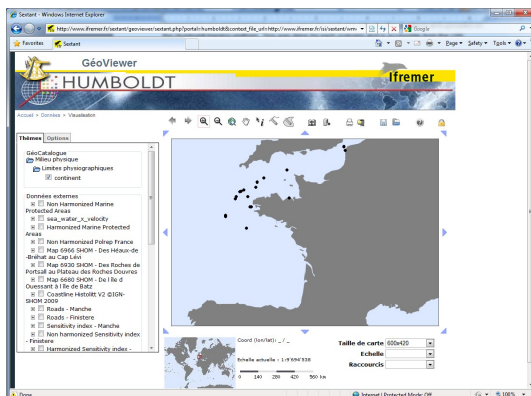 Sextant - Windows Internet Explorer
http://www.ifremer.fr/sextant/geoviewer/sextant.php?portal=humboldt&context_file_url=http://www.ifremer.fr/isi/sextant/wm
Google
Favorites
Sextant
Page
Safety
Tools
GéoViewer
HUMBOLDT
Ifremer
Accueil > Données > Visualisation
Thèmes
Options
GéoCatalogue
Milieu physique
Limites physiographiques
continent
Données externes
Non Harmonized Marine
Protected Areas
sea_water_x_velocity
Harmonized Marine Protected
Areas
Non Harmonized Polrep France
Map 6966 SHOM - Des Héaux-de
-Bréhat au Cap Lévi
Map 6930 SHOM - Des Roches de
Portsall au Plateau des Roches Douvres
Map 6680 SHOM - De l île d
Ouessant à l île de Batz
Coastline Histolitt V2 ©IGN-
SHOM 2009
Roads - Manche
Roads - Finistere
Sensitivity index - Manche
Non harmonized Sensitivity index
- Finistere
Harmonized Sensitivity index -
Coord (lon/lat): _ / _
Echelle actuelle : 1:9'694'938
0 140 280 420 560 km
Taille de carte 600x420
Echelle
Raccourcis
Done
Internet | Protected Mode: Off
100%